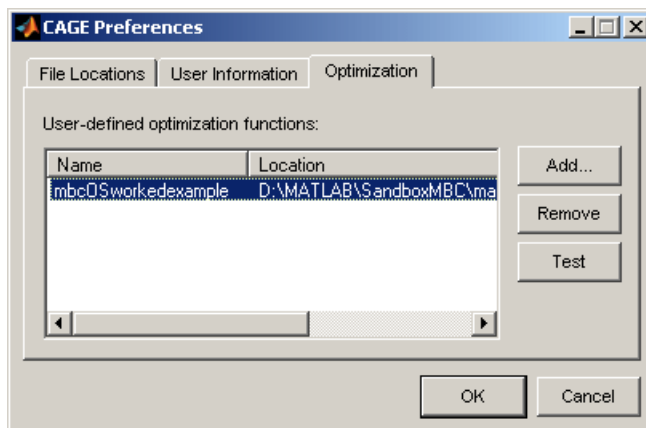 CAGE Preferences
File Locations User Information Optimization
User-defined optimization functions:
Name Location
mbcOSworkedexample D:\MATLAB\SandboxMBC\ma
Add...
Remove
Test
OK Cancel